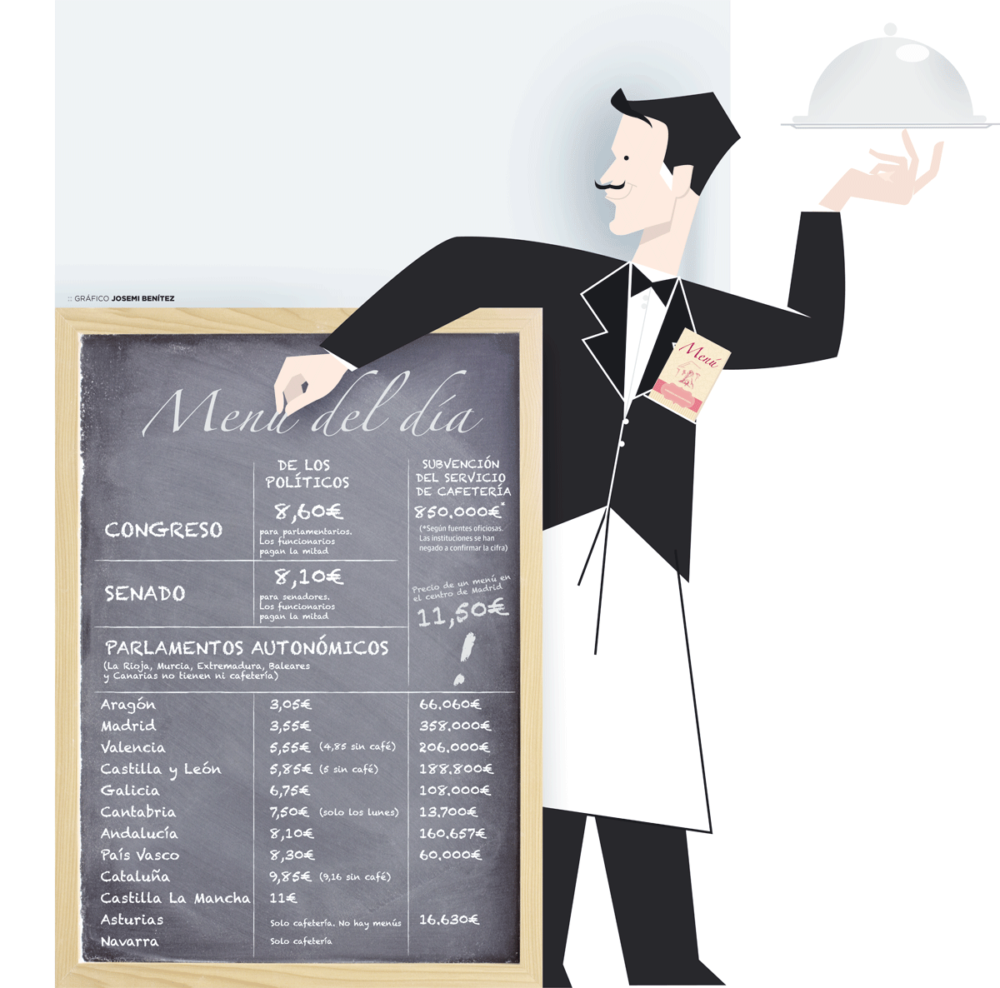 :: GRÁFICO JOSEMI BENÍTEZ
Menú
Menú del día
DE LOS
POLÍTICOS
SUBVENCIÓN
DEL SERVICIO
DE CAFETERÍA
CONGRESO
8,60€
para parlamentarios.
Los funcionarios
pagan la mitad
850.000€*
(*Según fuentes oficiosas.
Las instituciones se han
negado a confirmar la cifra)
SENADO
8,10€
para senadores.
Los funcionarios
pagan la mitad
Precio de un menú en
el centro de Madrid
11,50€
!
PARLAMENTOS AUTONÓMICOS
(La Rioja, Murcia, Extremadura, Baleares
y Canarias no tienen ni cafetería)
Aragón 3,05€ 66.060€
Madrid 3,55€ 358.000€
Valencia 5,55€ (4,85 sin café) 206.000€
Castilla y León 5,85€ (5 sin café) 188.800€
Galicia 6,75€ 108.000€
Cantabria 7,50€ (solo los lunes) 13.700€
Andalucía 8,10€ 160.657€
País Vasco 8,30€ 60.000€
Cataluña 9,85€ (9,16 sin café)
Castilla La Mancha 11€
Asturias Solo cafetería. No hay menús 16.630€
Navarra Solo cafetería